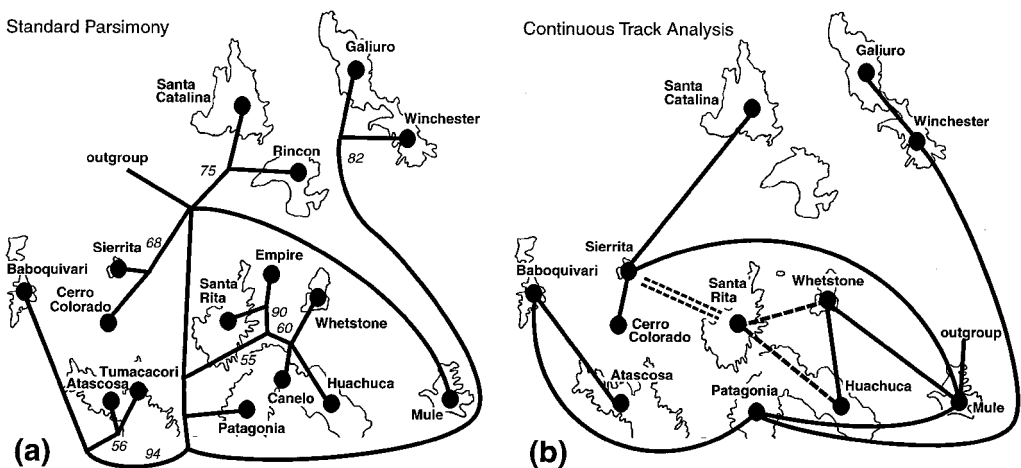 Standard Parsimony
Galiuro
Santa
Catalina
Winchester
Rincon
82
outgroup
75
68
Sierrita
Empire
Baboquivari
Santa
Rita
Cerro
Colorado
90
60
Whetstone
55
Tumacacori
Atascosa
Canelo
Huachuca
Mule
Patagonia
56
94
(a)
Continuous Track Analysis
Galiuro
Santa
Catalina
Winchester
Sierrita
Baboquivari
Santa
Rita
Whetstone
Cerro
Colorado
outgroup
Atascosa
Patagonia
Huachuca
Mule
(b)